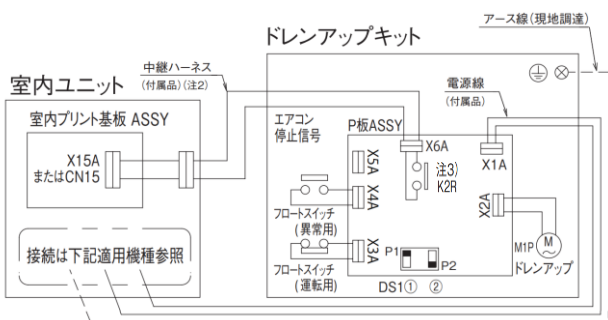 アース線(現地調達)
ドレンアップキット
中継ハーネス
(付属品)(注2)
室内ユニット
電源線
(付属品)
室内プリント基板 ASSY
エアコン
停止信号
P板ASSY
X6A
X15A
またはCN15
X5A
注3)
K2R
X1A
X4A
X2A
フロートスイッチ
(異常用)
M1P
M
~
ドレンアップ
接続は下記適用機種参照
X3A
P1
P2
フロートスイッチ
(運転用)
DS1① ②